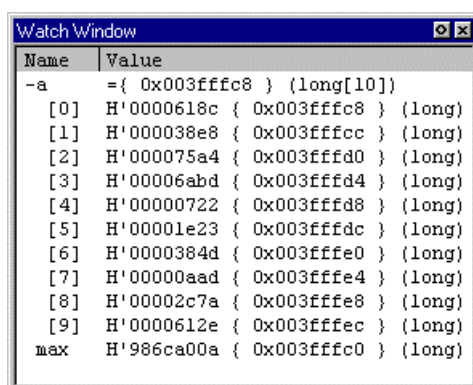 Watch Window
Name Value
-a ={ 0x003fffc8 } (long[10])
[0] H'0000618c { 0x003fffc8 } (long)
[1] H'000038e8 { 0x003fffcc } (long)
[2] H'000075a4 { 0x003fffd0 } (long)
[3] H'00006abd { 0x003fffd4 } (long)
[4] H'00000722 { 0x003fffd8 } (long)
[5] H'00001e23 { 0x003fffdc } (long)
[6] H'0000384d { 0x003fffe0 } (long)
[7] H'00000aad { 0x003fffe4 } (long)
[8] H'00002c7a { 0x003fffe8 } (long)
[9] H'0000612e { 0x003fffec } (long)
max H'986ca00a { 0x003fffc0 } (long)